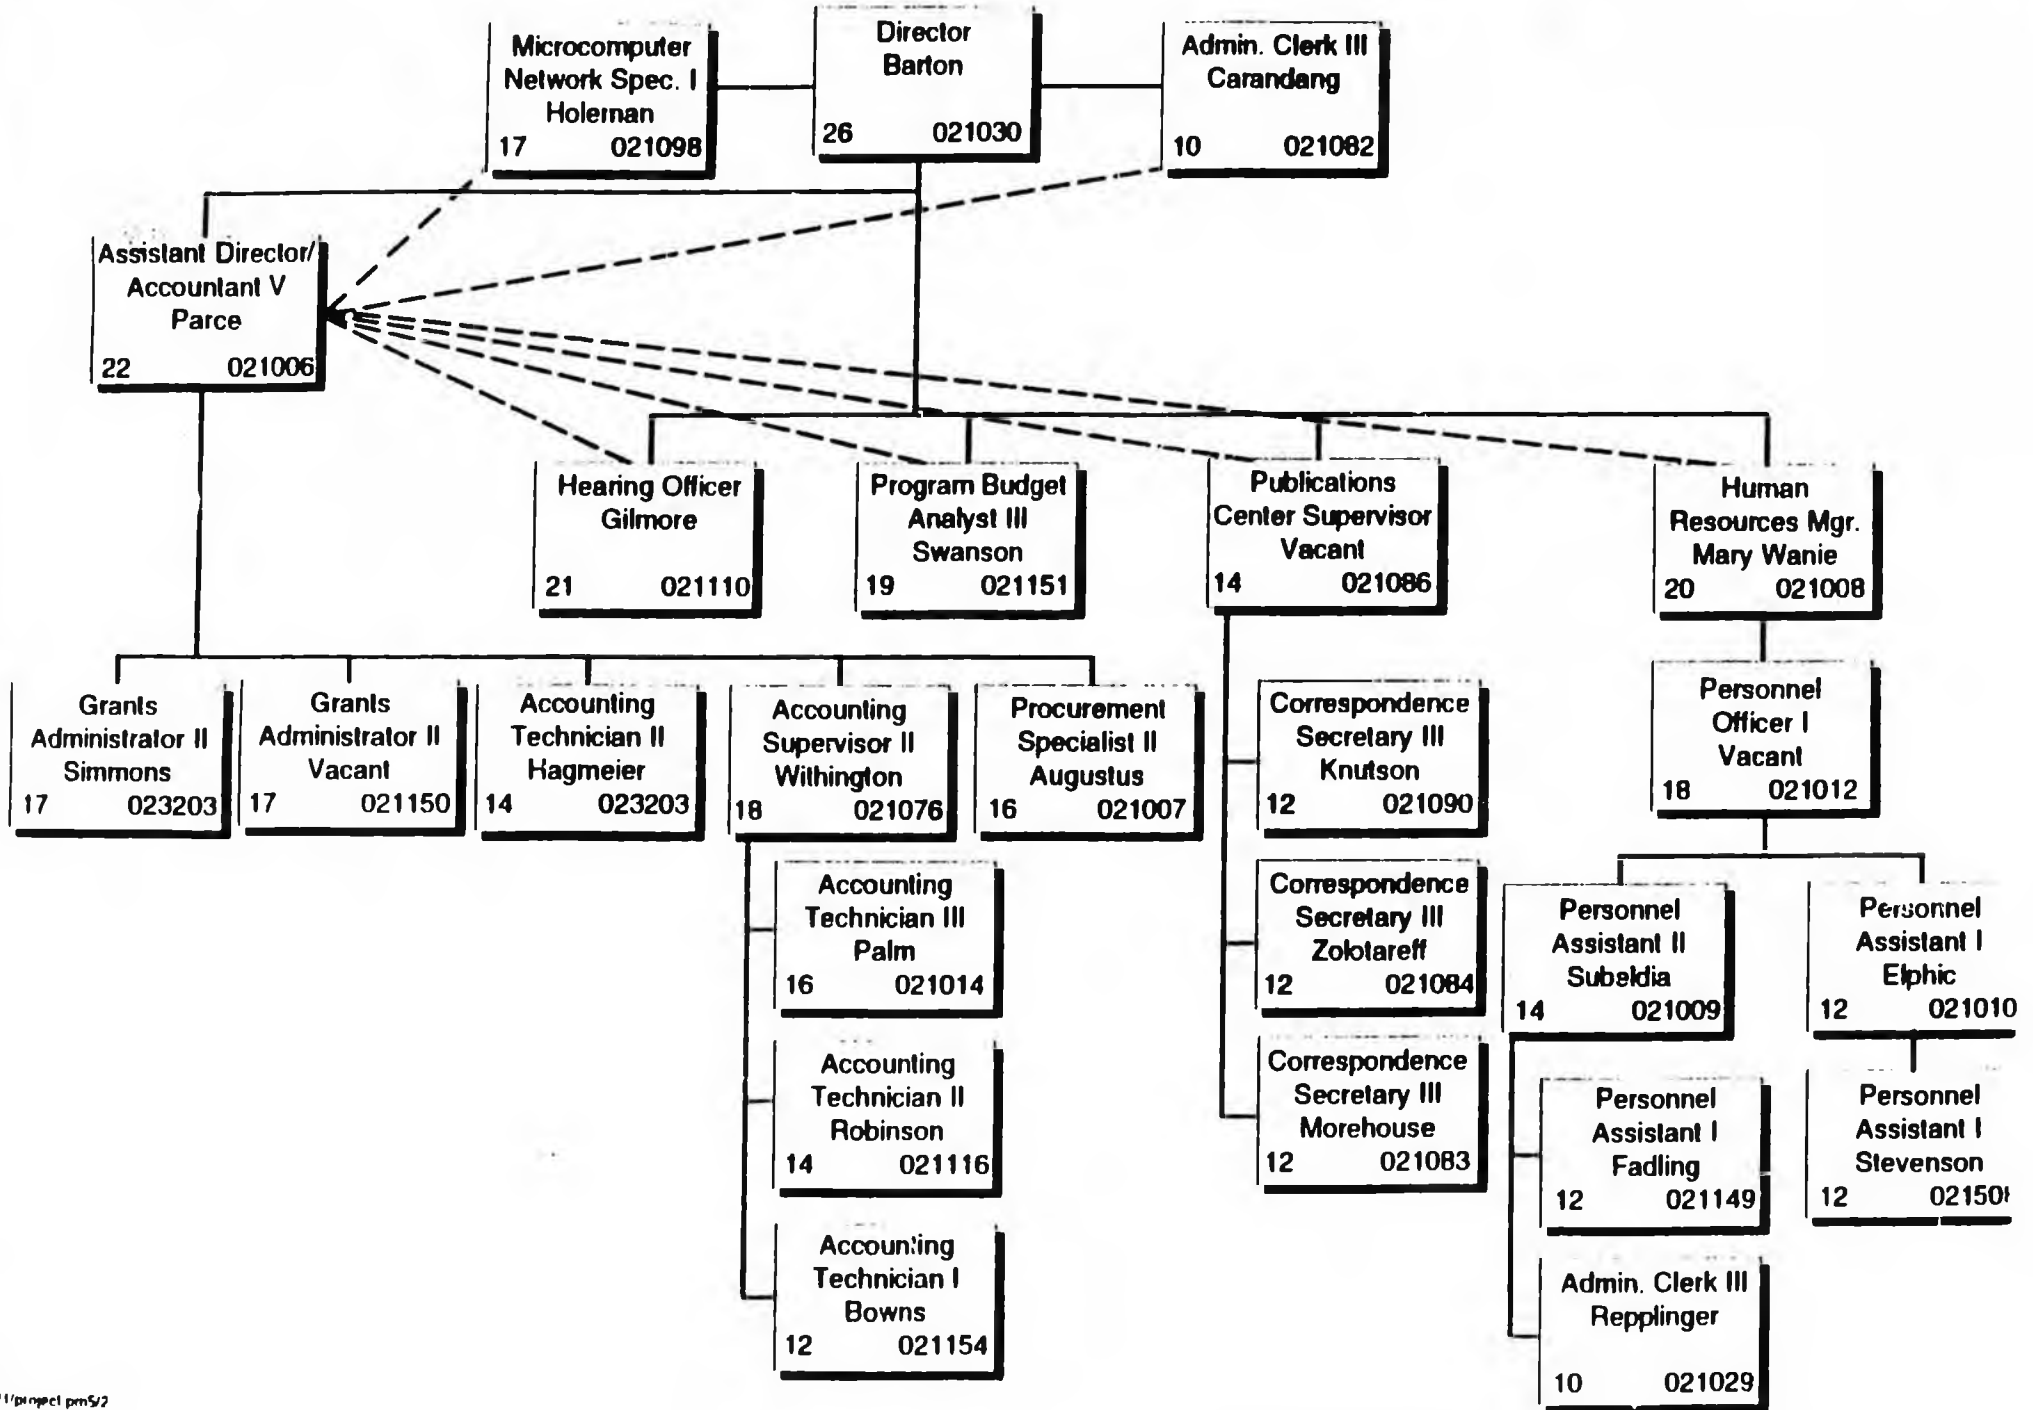 Microcomputer
Network Spec. I
Holeman
17 021098
Director
Barton
26 021030
Admin. Clerk III
Carandang
10 021082
Assistant Director/
Accountant V
Parce
22 021006
Hearing Officer
Gilmore
21 021110
Program Budget
Analyst III
Swanson
19 021151
Publications
Center Supervisor
Vacant
14 021086
Human
Resources Mgr.
Mary Wanie
20 021008
Grants
Administrator II
Simmons
17 023203
Grants
Administrator II
Vacant
17 021150
Accounting
Technician II
Hagmeier
14 023203
Accounting
Supervisor II
Withington
18 021076
Procurement
Specialist II
Augustus
16 021007
Correspondence
Secretary III
Knutson
12 021090
Personnel
Officer I
Vacant
18 021012
Accounting
Technician III
Palm
16 021014
Correspondence
Secretary III
Zolotareff
12 021084
Personnel
Assistant II
Subeldia
14 021009
Personnel
Assistant I
Elphic
12 021010
Accounting
Technician II
Robinson
14 021116
Correspondence
Secretary III
Morehouse
12 021083
Personnel
Assistant I
Fadling
12 021149
Personnel
Assistant I
Stevenson
12
Accounting
Technician I
Bowns
12 021154
Admin. Clerk III
Repplinger
10 021029